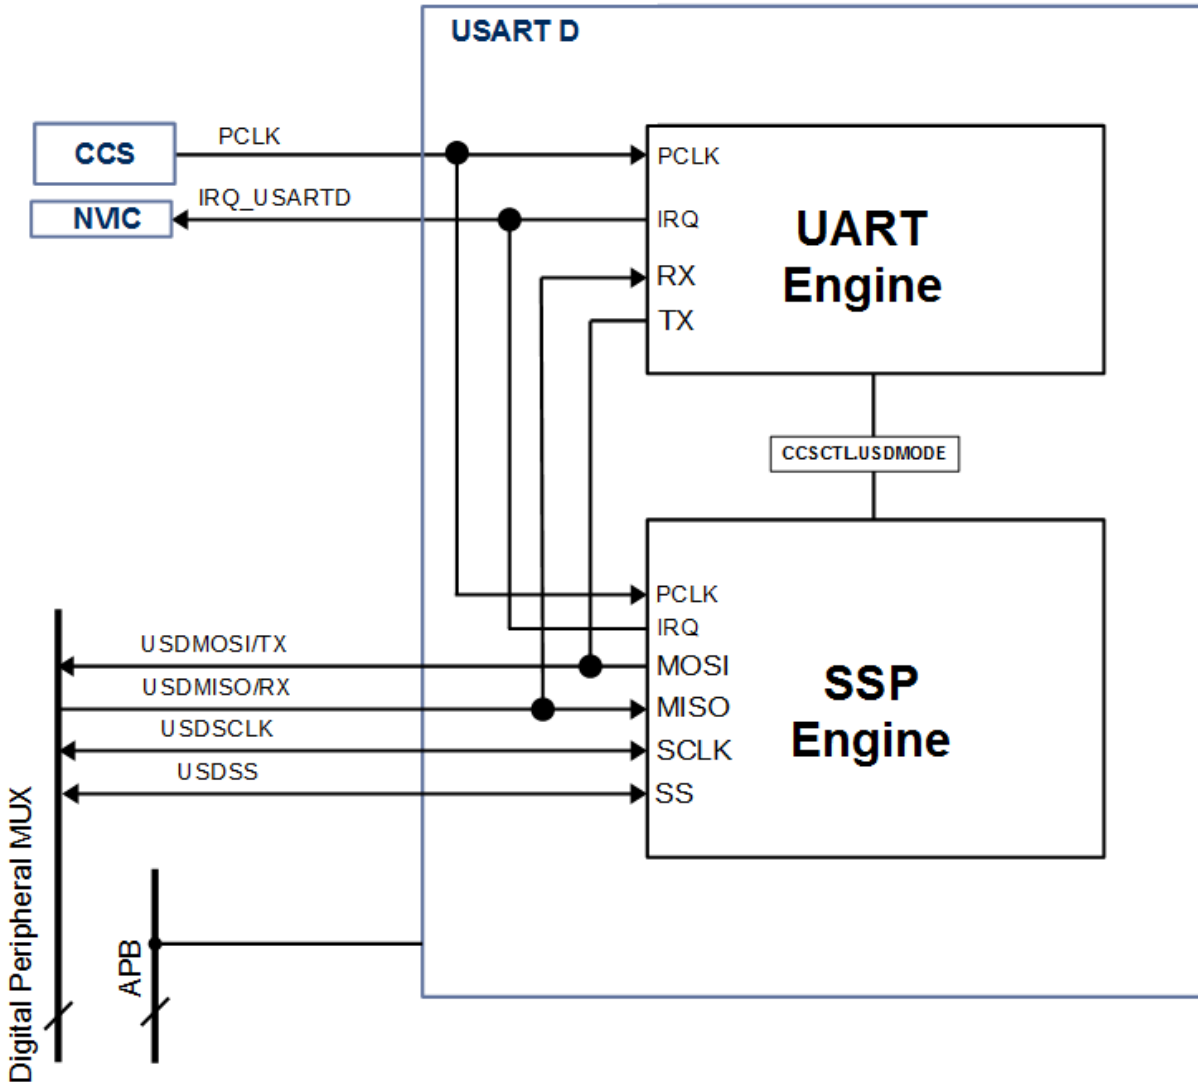 USART D
CCS
PCLK
PCLK
NVIC
IRQ_USARTD
IRQ
RX
TX
UART
Engine
CCSCTL.USDMODE
PCLK
IRQ
USDMOSI/TX
MOSI
USDMISO/RX
MISO
USDSCLK
SCLK
USDSS
SS
SSP
Engine
Digital Peripheral MUX
APB